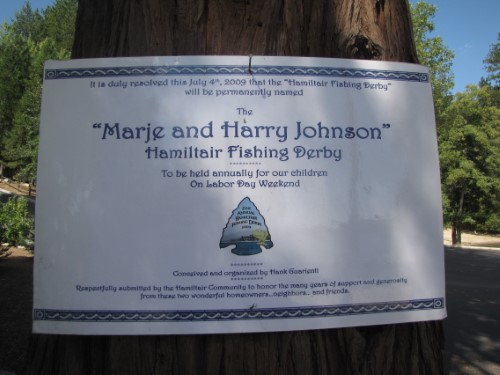 It is duly resolved this July 4th, 2009 that the "Hamiltair Fishing Derby"
will be permanently named
The
"Marje and Harry Johnson"
Hamiltair Fishing Derby
To be held annually for our children
On Labor Day Weekend
Conceived and organized by Hank Guarienti
Respectfully submitted by the Hamiltair Community to honor the many years of support and generosity
from these two wonderful homeowners...neighbors... and friends.